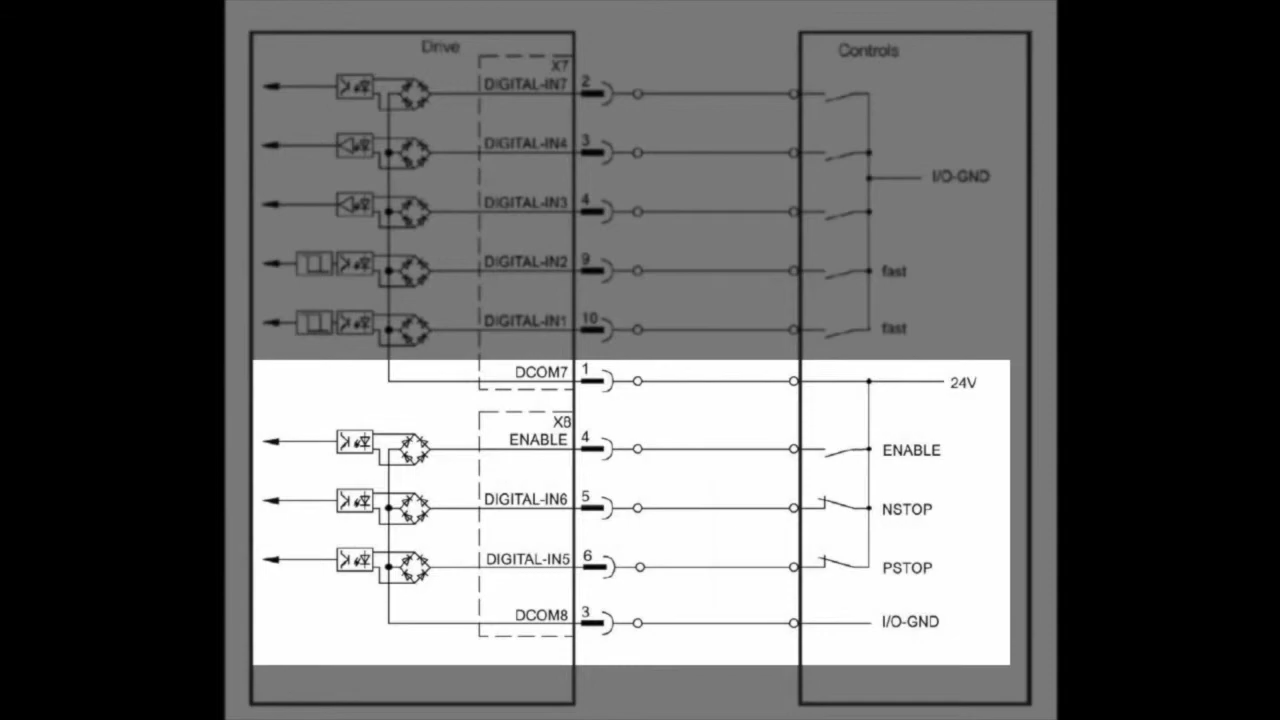 Drive
Controls
X7
DIGITAL-IN7 2
DIGITAL-IN4 3
I/O-GND
DIGITAL-IN3 4
DIGITAL-IN2 9 fast
DIGITAL-IN1 10 fast
DCOM7 1 24V
X8
ENABLE 4 ENABLE
DIGITAL-IN6 5 NSTOP
DIGITAL-IN5 6 PSTOP
DCOM8 3 I/O-GND